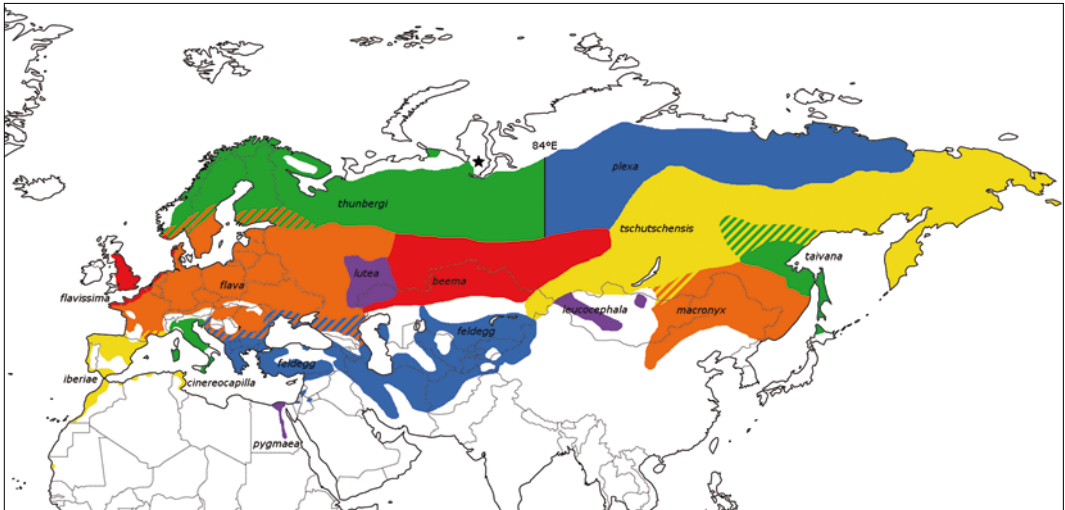 84°E
plexa
thunbergi
tschutschensis
taivana
lutea
beema
flava
flavissima
leucocephala
macronyx
feldegg
feldegg
iberiae
cinereocapilla
pygmaea